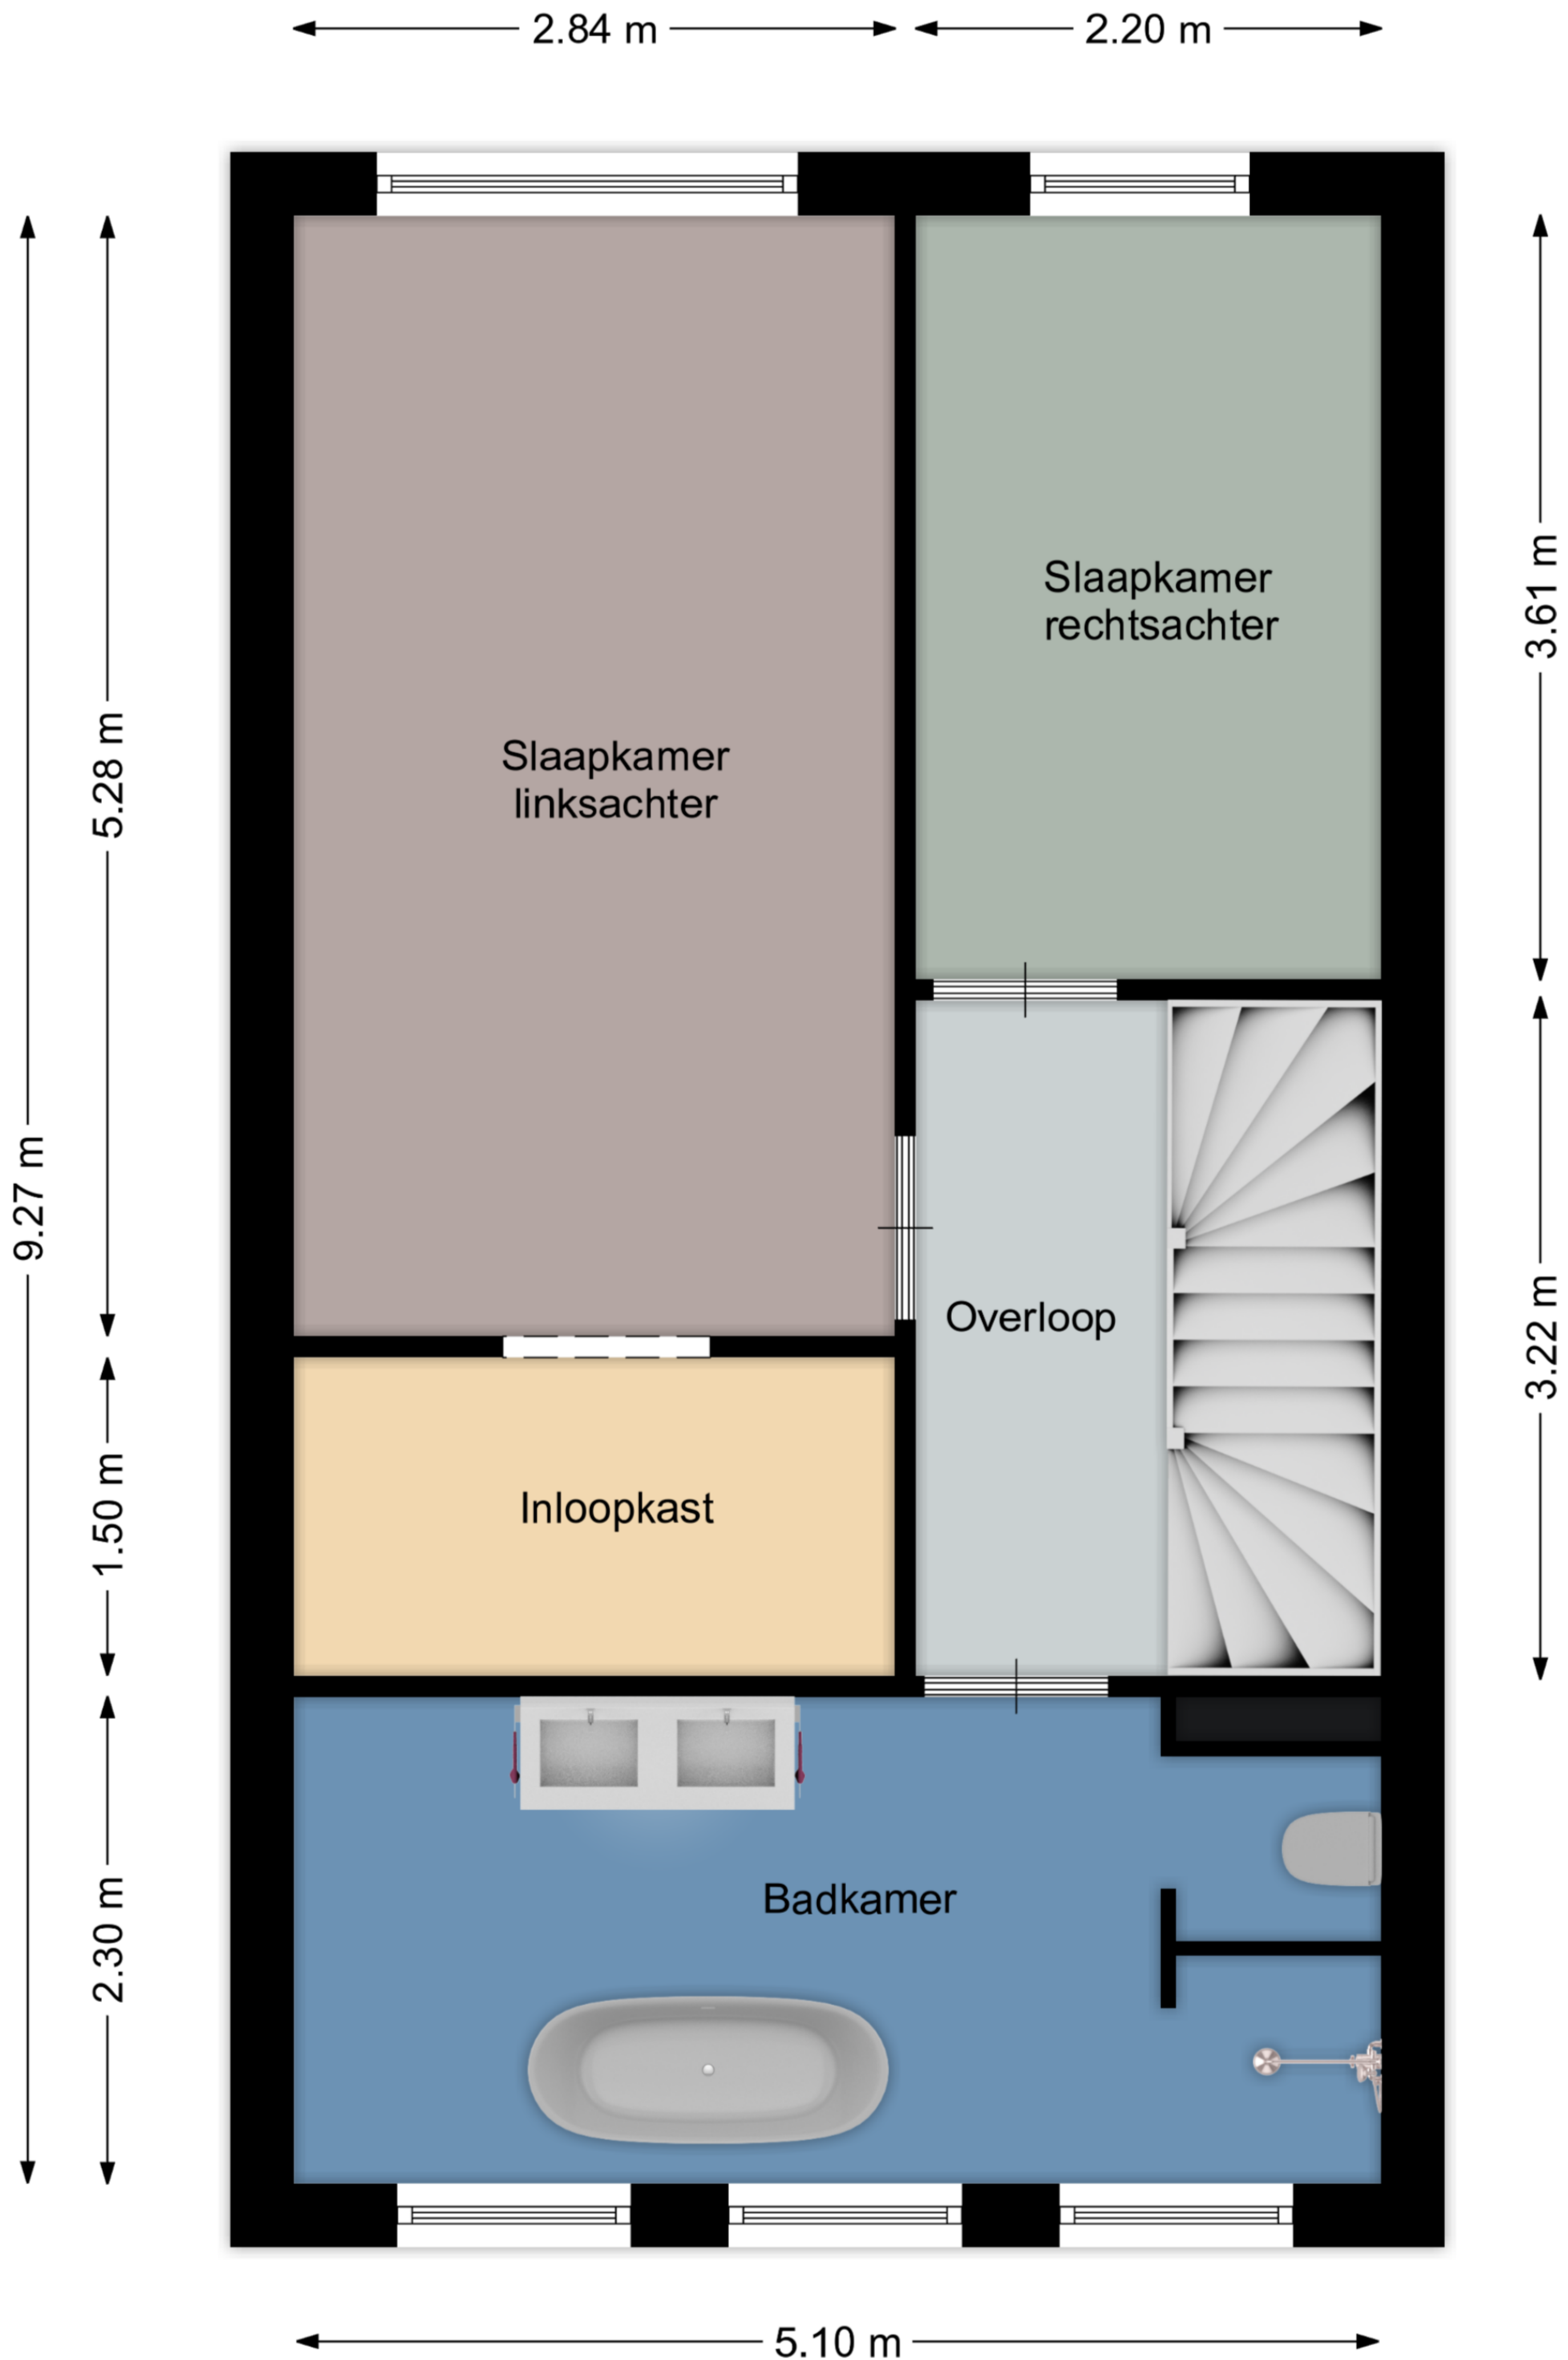 2.84 m
2.20 m
Slaapkamer
rechtsachter
3.61 m
Slaapkamer
linksachter
5.28 m
9.27 m
Overloop
3.22 m
Inloopkast
1.50 m
Badkamer
2.30 m
5.10 m